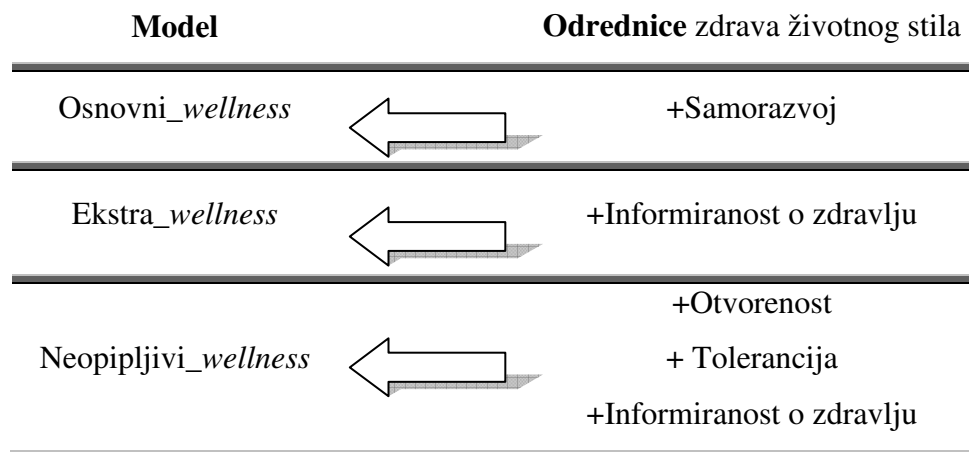 Model Odrednice zdrava životnog stila
Osnovni_wellness +Samorazvoj
Ekstra_wellness +Informiranost o zdravlju
+Otvorenost
Neopipljivi_wellness + Tolerancija
+Informiranost o zdravlju